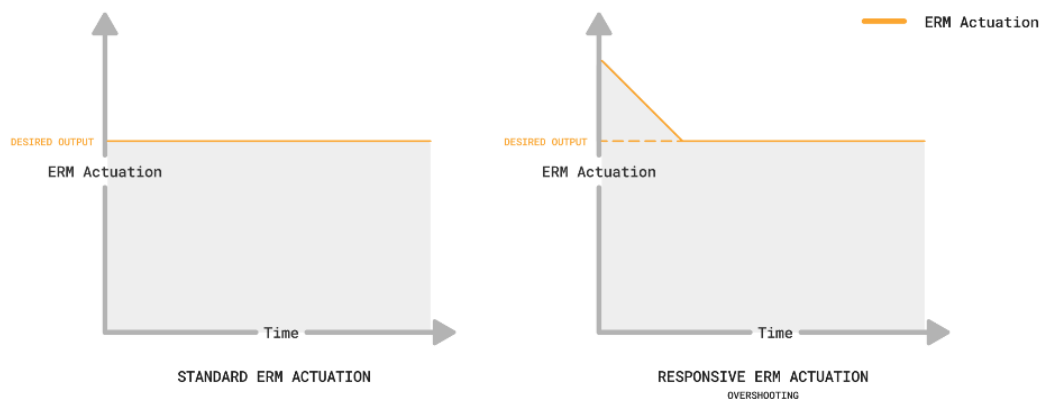 ERM Actuation
DESIRED OUTPUT
ERM Actuation
Time
STANDARD ERM ACTUATION
DESIRED OUTPUT
ERM Actuation
Time
RESPONSIVE ERM ACTUATION
OVERSHOOTING